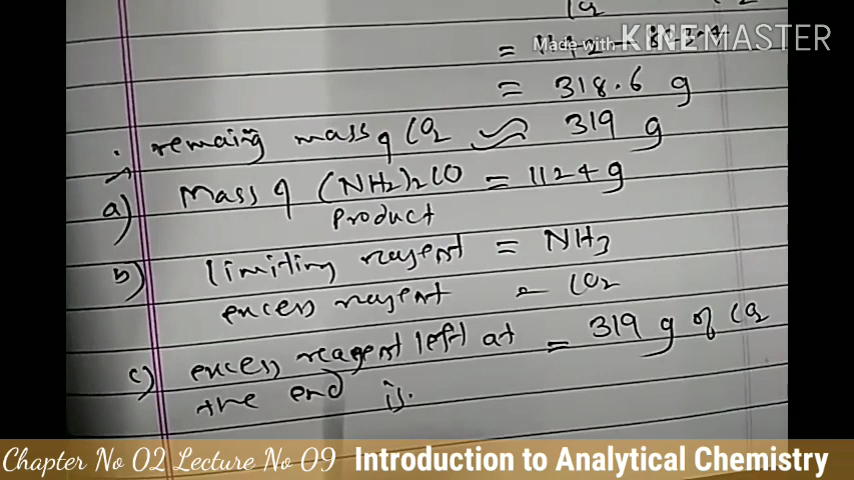 Made with KINEMASTER
= 318.6 g
remaing mass of CO2 ≈ 319 g
a) Mass of (NH2)2CO = 1124 g
product
b) limiting reagent = NH3
excess reagent = CO2
c) excess reagent left at = 319 g of CO2
the end is.
Chapter No 02 Lecture No 09 Introduction to Analytical Chemistry